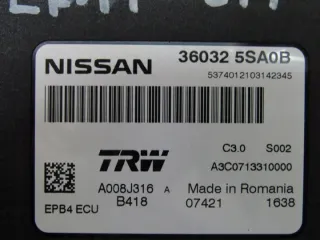 NISSAN 36032 5SA0B
5374012103142345
C3.0 S002
TRW A3C0713310000
A008J316 A Made in Romania
B418 07421 1638
EPB4 ECU